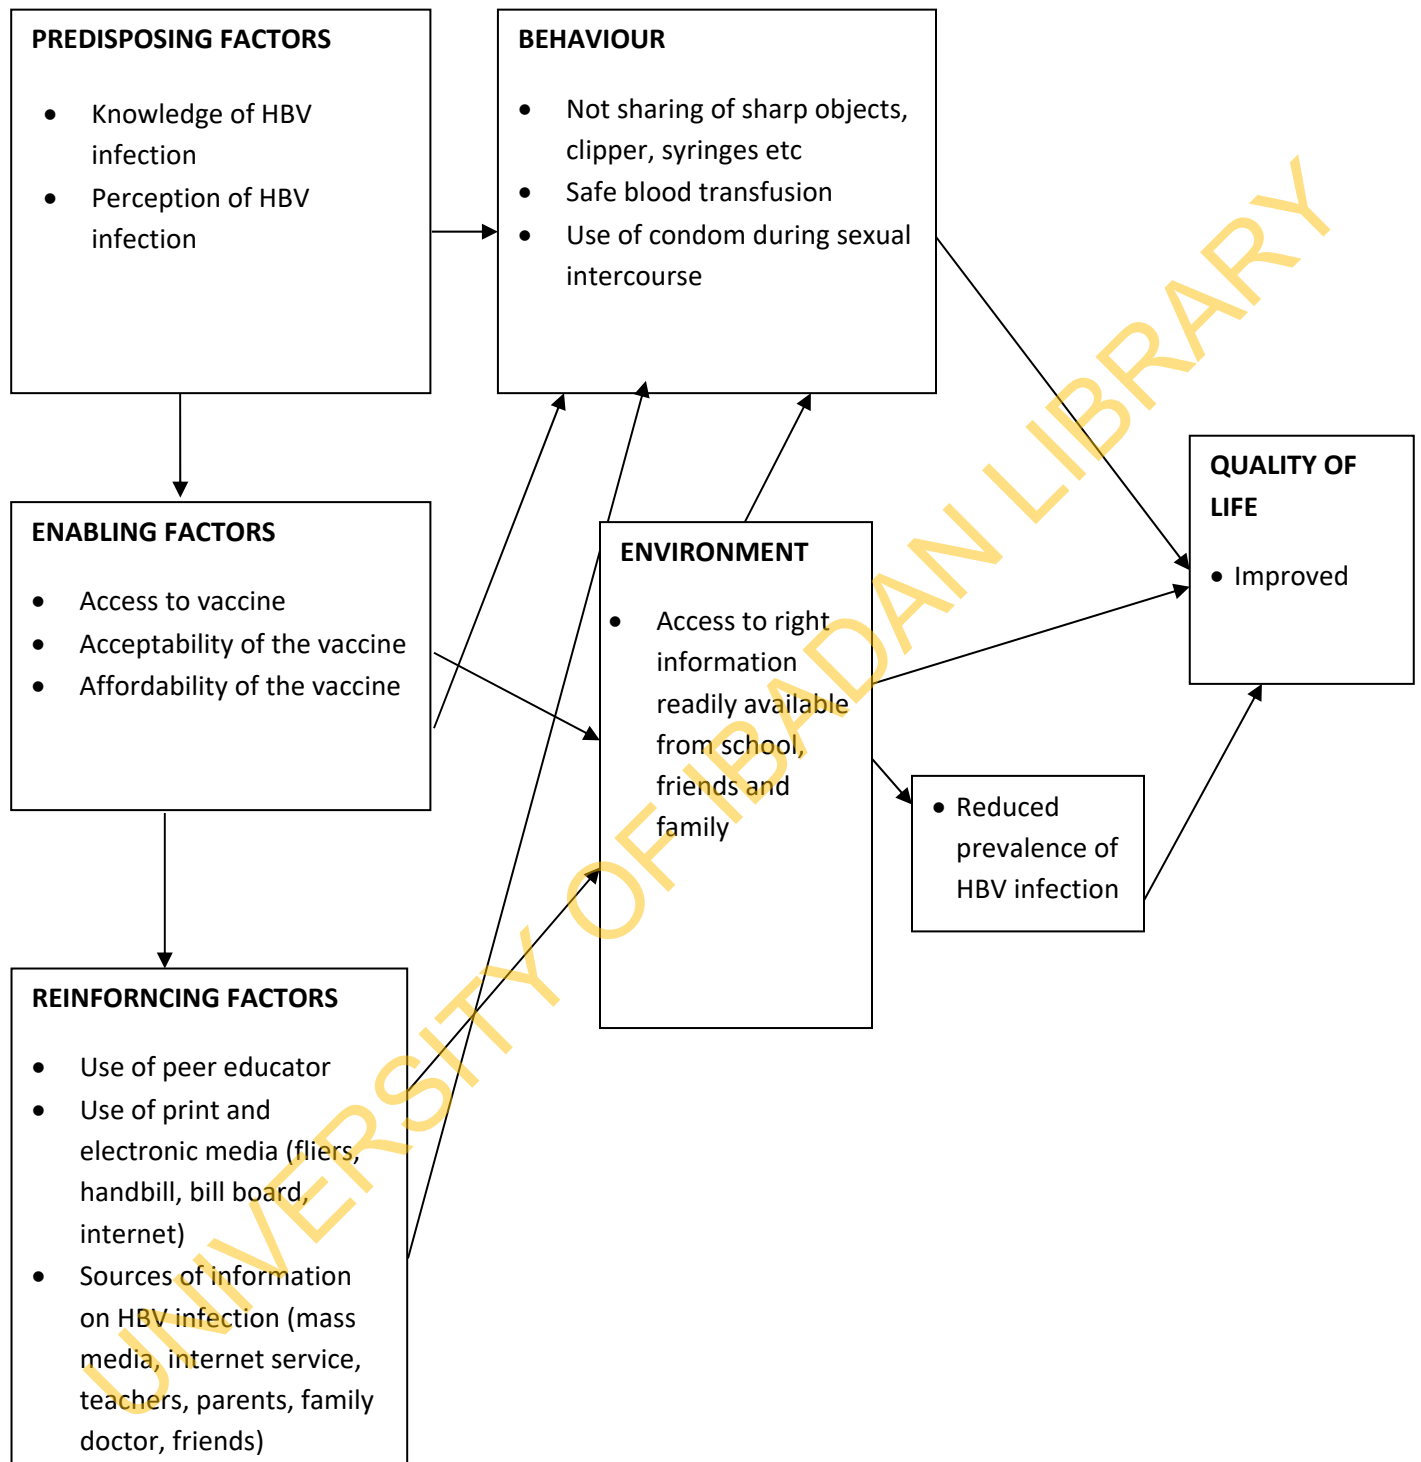 PREDISPOSING FACTORS
• Knowledge of HBV
infection
• Perception of HBV
infection
BEHAVIOUR
• Not sharing of sharp objects,
clipper, syringes etc
• Safe blood transfusion
• Use of condom during sexual
intercourse
ENABLING FACTORS
• Access to vaccine
• Acceptability of the vaccine
• Affordability of the vaccine
ENVIRONMENT
• Access to right
information
readily available
from school,
friends and
family
QUALITY OF
LIFE
• Improved
• Reduced
prevalence of
HBV infection
REINFORNCING FACTORS
• Use of peer educator
• Use of print and
electronic media (fliers,
handbill, bill board,
internet)
• Sources of information
on HBV infection (mass
media, internet service,
teachers, parents, family
doctor, friends)
UNIVERSITY OF IBADAN LIBRARY